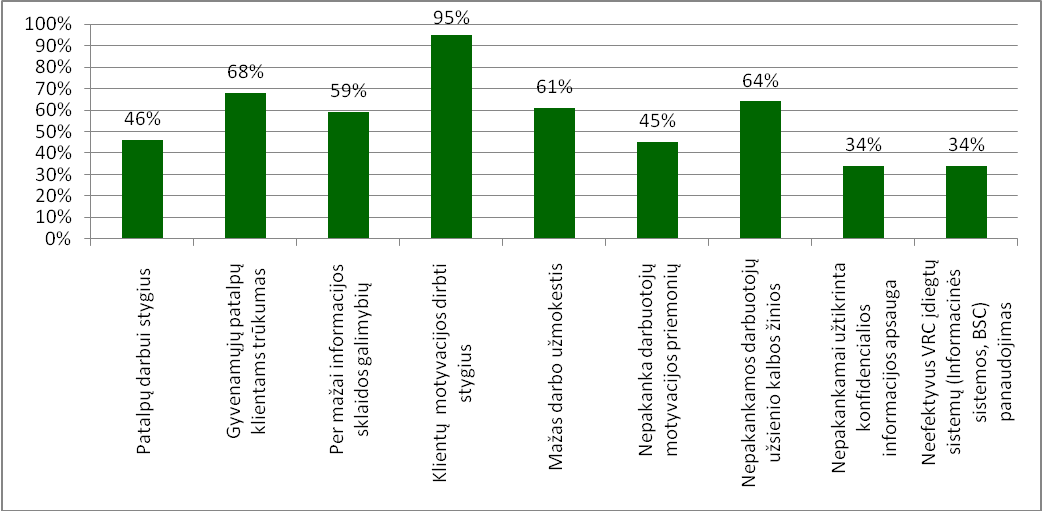 100%
90%
80%
70%
60%
50%
40%
30%
20%
10%
0%
46%
68%
59%
95%
61%
45%
64%
34%
34%
Patalpų darbui stygius
Gyvenamųjų patalpų
klientams trūkumas
Per mažai informacijos
sklaidos galimybių
Klientų motyvacijos dirbti
stygius
Mažas darbo užmokestis
Nepakanka darbuotojų
motyvacijos priemonių
Nepakankamos darbuotojų
užsienio kalbos žinios
Nepakankamai užtikrinta
konfidencialios
informacijos apsauga
Neefektyvus VRC įdiegtų
sistemų (Informacinės
sistemos, BSC)
panaudojimas